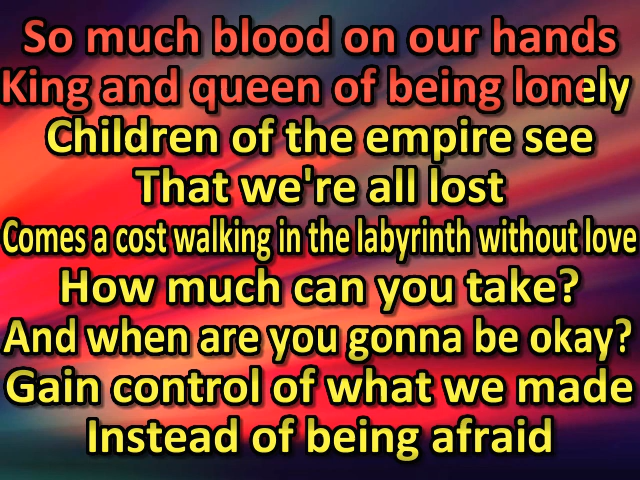 So much blood on our hands
King and queen of being lonely
Children of the empire see
That we're all lost
Comes a cost walking in the labyrinth without love
How much can you take?
And when are you gonna be okay?
Gain control of what we made
Instead of being afraid